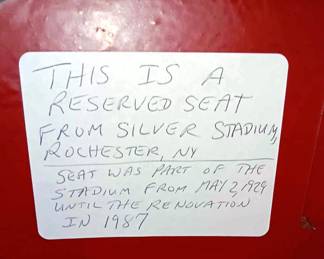 THIS IS A
RESERVED SEAT
FROM SILVER STADIUM,
ROCHESTER, NY
SEAT WAS PART OF THE
STADIUM FROM MAY 2, 1929
UNTIL THE RENOVATION
IN 1987